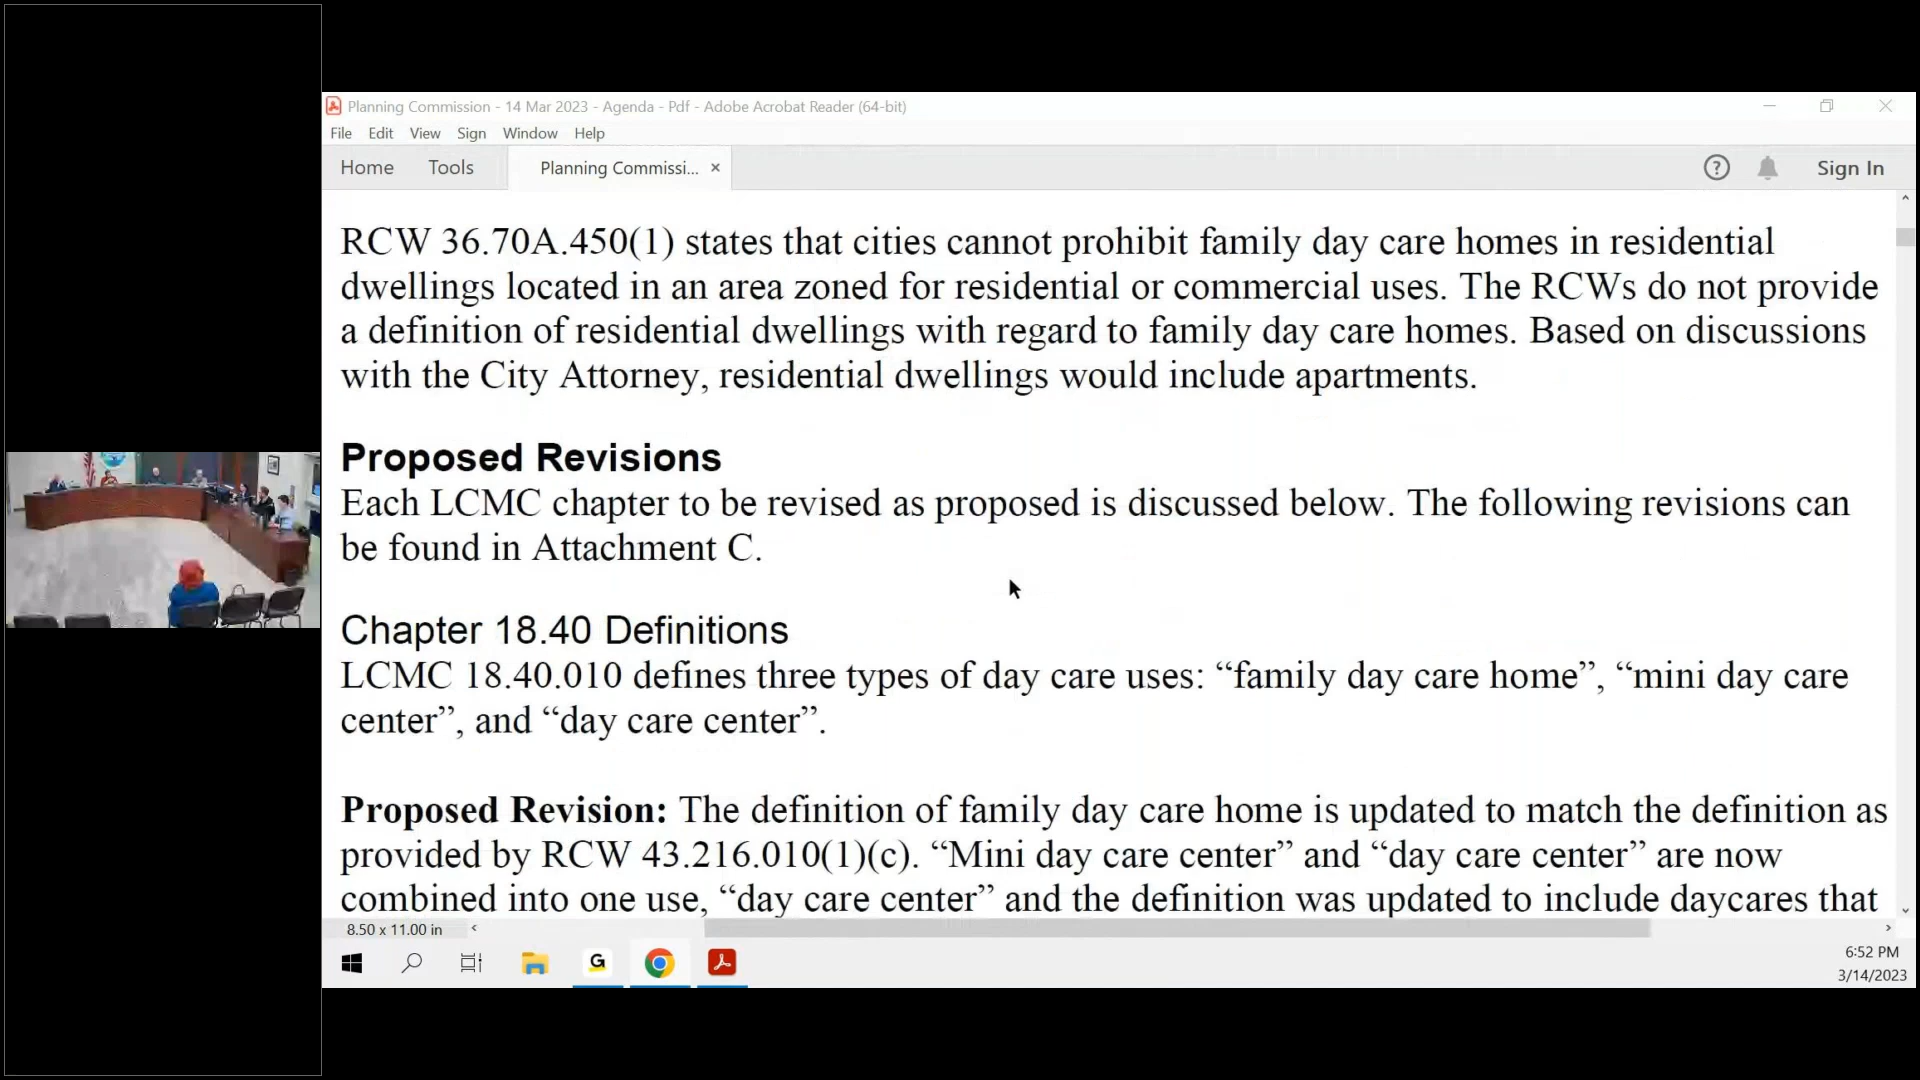 Planning Commission - 14 Mar 2023 - Agenda - Pdf - Adobe Acrobat Reader (64-bit)
File Edit View Sign Window Help
Home Tools Planning Commissi... × Sign In
RCW 36.70A.450(1) states that cities cannot prohibit family day care homes in residential
dwellings located in an area zoned for residential or commercial uses. The RCWs do not provide
a definition of residential dwellings with regard to family day care homes. Based on discussions
with the City Attorney, residential dwellings would include apartments.
Proposed Revisions
Each LCMC chapter to be revised as proposed is discussed below. The following revisions can
be found in Attachment C.
Chapter 18.40 Definitions
LCMC 18.40.010 defines three types of day care uses: “family day care home”, “mini day care
center”, and “day care center”.
Proposed Revision: The definition of family day care home is updated to match the definition as
provided by RCW 43.216.010(1)(c). “Mini day care center” and “day care center” are now
combined into one use, “day care center” and the definition was updated to include daycares that
8.50 x 11.00 in
G
6:52 PM
3/14/2023